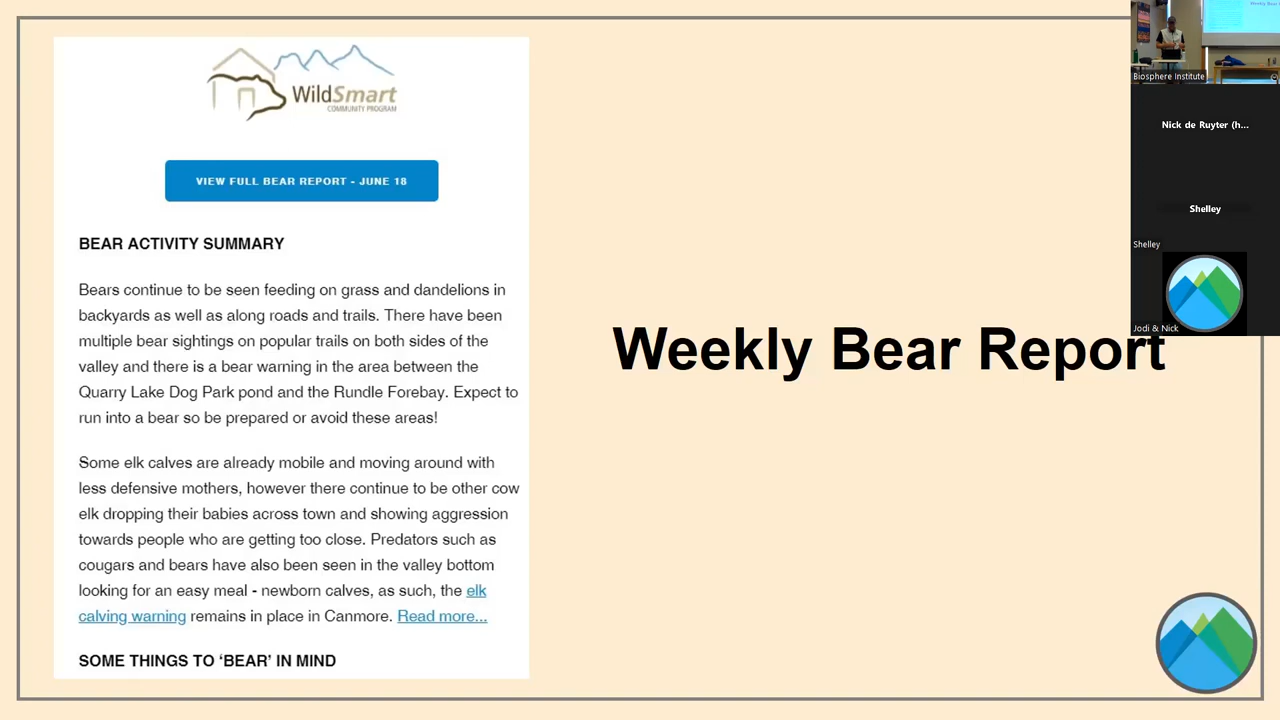 WildSmart
COMMUNITY PROGRAM
VIEW FULL BEAR REPORT - JUNE 18
BEAR ACTIVITY SUMMARY
Bears continue to be seen feeding on grass and dandelions in
backyards as well as along roads and trails. There have been
multiple bear sightings on popular trails on both sides of the
valley and there is a bear warning in the area between the
Quarry Lake Dog Park pond and the Rundle Forebay. Expect to
run into a bear so be prepared or avoid these areas!
Some elk calves are already mobile and moving around with
less defensive mothers, however there continue to be other cow
elk dropping their babies across town and showing aggression
towards people who are getting too close. Predators such as
cougars and bears have also been seen in the valley bottom
looking for an easy meal - newborn calves, as such, the elk
calving warning remains in place in Canmore. Read more...
SOME THINGS TO ‘BEAR’ IN MIND
Weekly Bear Report
Weekly Bear
Biosphere Institute
Nick de Ruyter (h...
Shelley
Shelley
Jodi & Nick